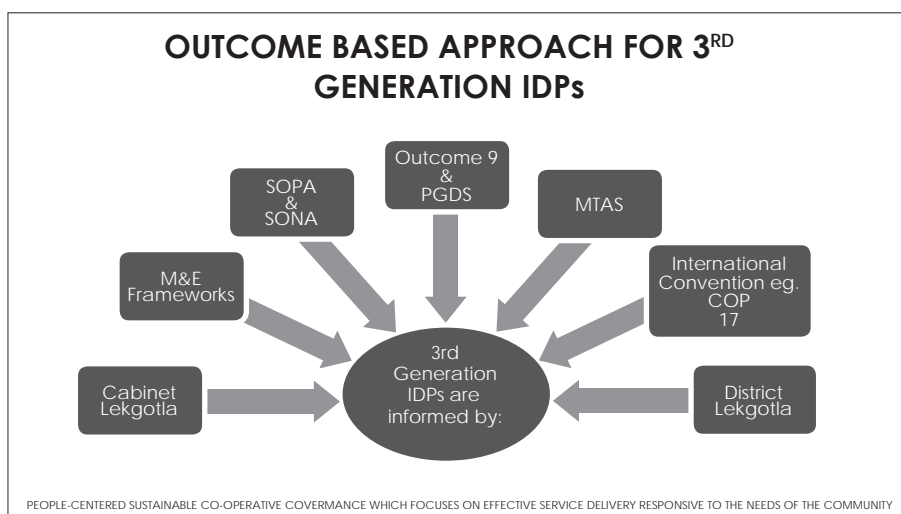 OUTCOME BASED APPROACH FOR 3RD
GENERATION IDPs
Outcome 9
&
PGDS
SOPA
&
SONA
MTAS
M&E
Frameworks
International
Convention eg.
COP
17
Cabinet
Lekgotla
3rd
Generation
IDPs are
informed by:
District
Lekgotla
PEOPLE-CENTERED SUSTAINABLE CO-OPERATIVE COVERMANCE WHICH FOCUSES ON EFFECTIVE SERVICE DELIVERY RESPONSIVE TO THE NEEDS OF THE COMMUNITY